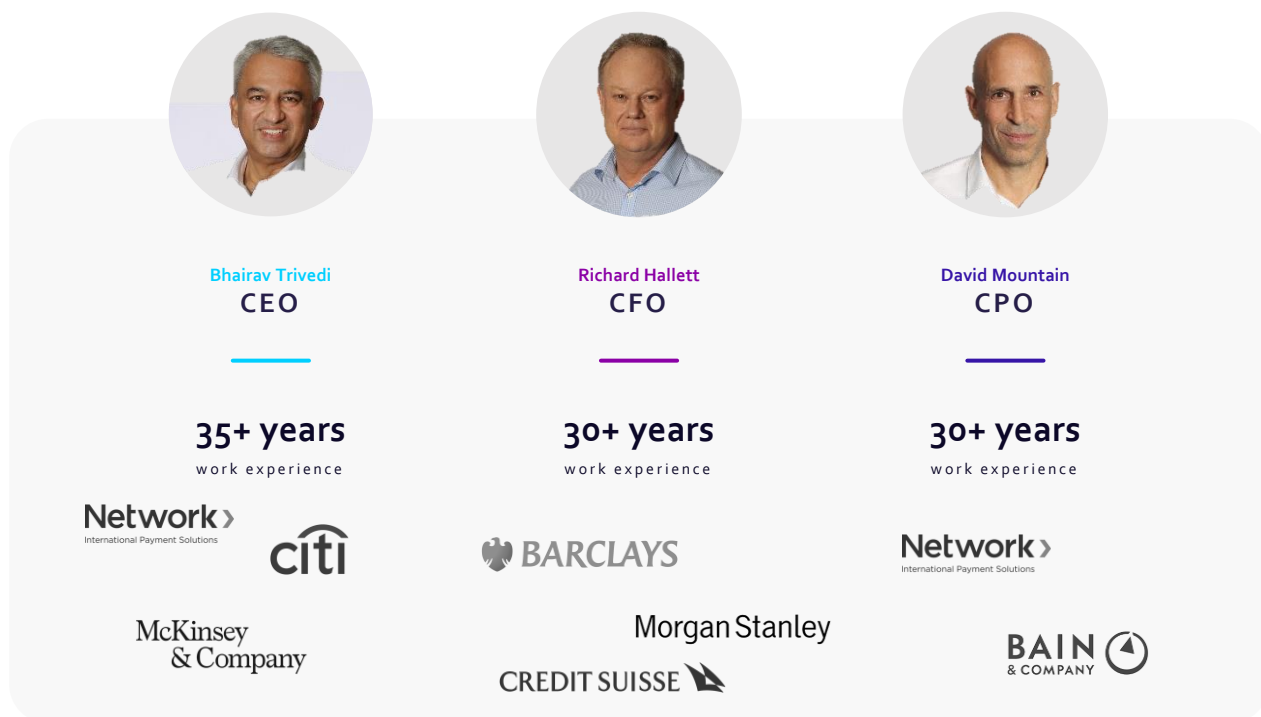 Bhairav Trivedi
CEO
35+ years
work experience
Network
International Payment Solutions
citi
McKinsey
& Company
Richard Hallett
CFO
30+ years
work experience
BARCLAYS
Morgan Stanley
CREDIT SUISSE
David Mountain
CPO
30+ years
work experience
Network
International Payment Solutions
BAIN
& COMPANY